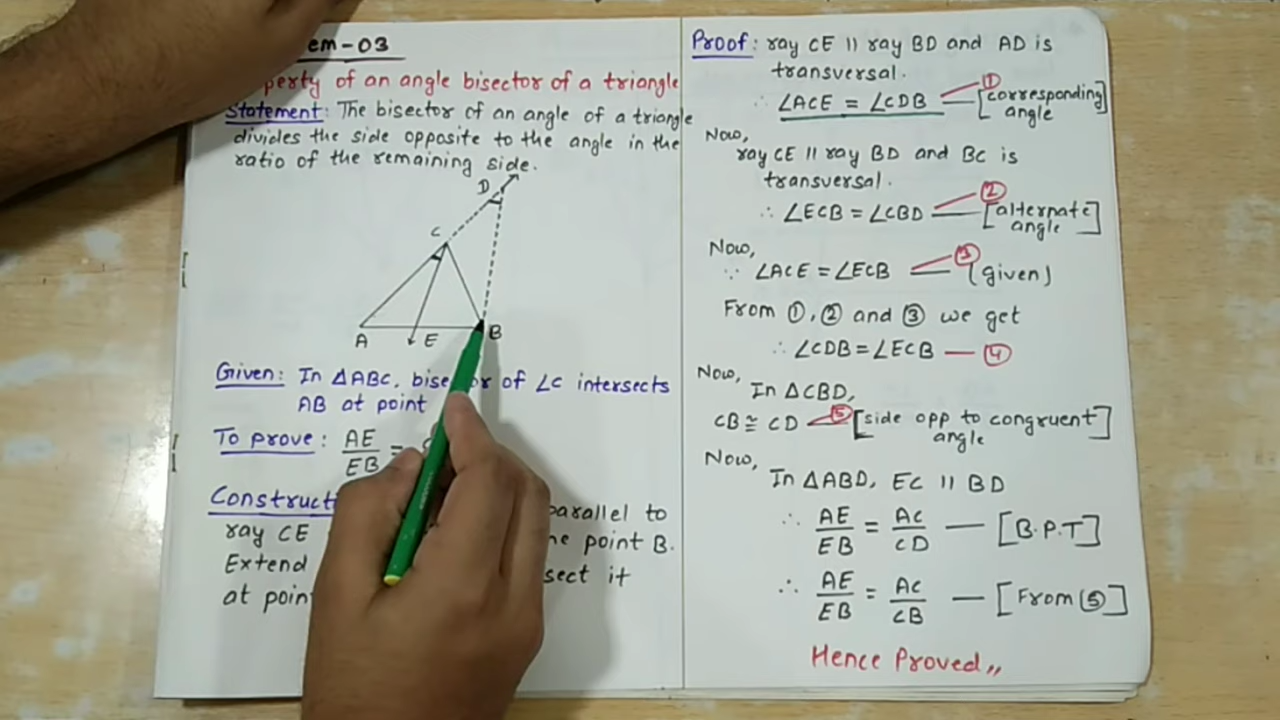 em-03
perty of an angle bisector of a triangle
Statement: The bisector of an angle of a triangle
divides the side opposite to the angle in the
ratio of the remaining side.
D
C
A
E
B
Given: In △ABC, bisector of ∠C intersects
AB at point
To prove: AE/EB =
Constructi
parallel to
ray CE
point B.
Extend
sect it
at poin
Proof: ray CE || ray BD and AD is
transversal.
∴ ∠ACE = ∠CDB — ① [corresponding angle]
Now,
ray CE || ray BD and BC is
transversal.
∴ ∠ECB = ∠CBD — ② [alternate angle]
Now,
∵ ∠ACE = ∠ECB — ③ (given)
From ①, ② and ③ we get
∴ ∠CDB = ∠ECB — ④
Now,
In △CBD,
CB ≅ CD — ⑤ [side opp to congruent angle]
Now,
In △ABD, EC || BD
∴ AE/EB = AC/CD — [B.P.T]
∴ AE/EB = AC/CB — [From ⑤]
Hence Proved,,